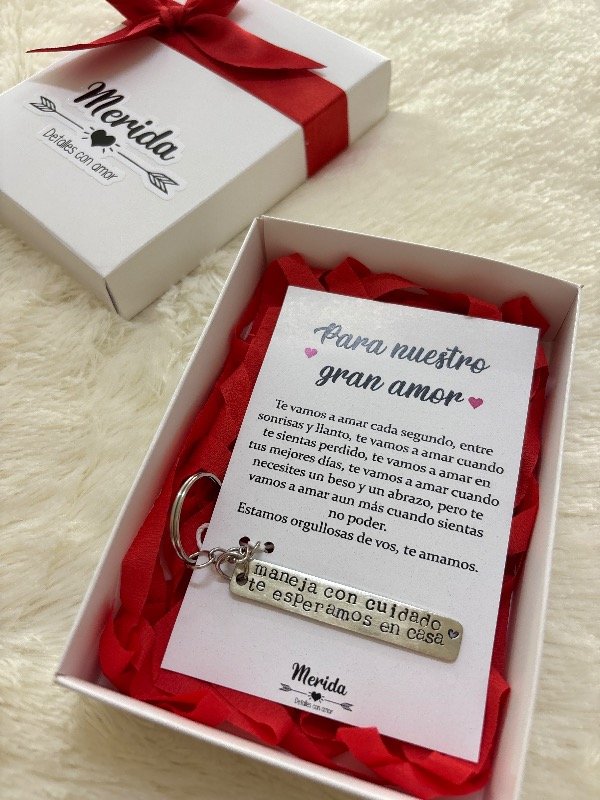 Merida
Detalles con amor
Para nuestro
gran amor
Te vamos a amar cada segundo, entre
sonrisas y llanto, te vamos a amar cuando
te sientas perdido, te vamos a amar en
tus mejores días, te vamos a amar cuando
necesites un beso y un abrazo, pero te
vamos a amar aun más cuando sientas
no poder.
Estamos orgullosas de vos, te amamos.
maneja con cuidado
te esperamos en casa
Merida
Detalles con amor